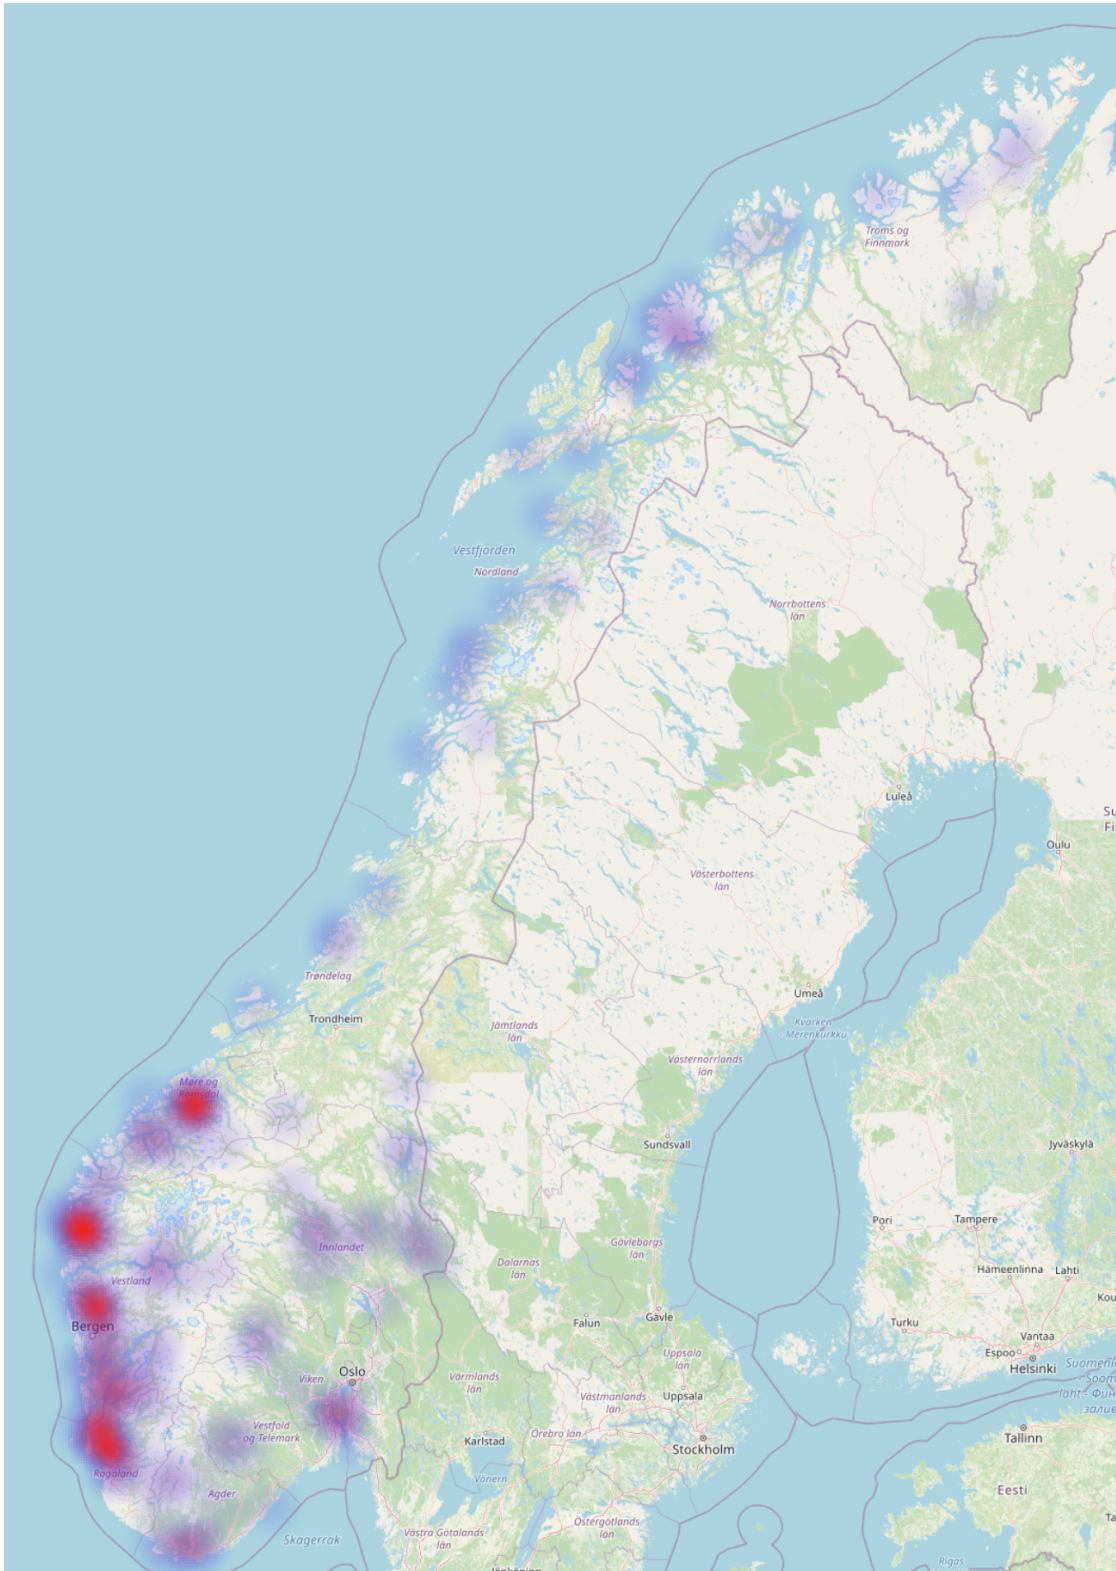 Troms og
Finnmark
Vestfjorden
Nordland
Norrbottens
län
Luleå
Oulu
Västerbottens
län
Trøndelag
Umeå
Trondheim
Jämtlands
län
Kvarken
Merenkurkku
Västernorrlands
län
Møre og
Romsdal
Sundsvall
Jyväskylä
Pori
Tampere
Innlandet
Gävleborgs
län
Dalarnas
län
Hämeenlinna
Lahti
Vestland
Bergen
Falun
Gävle
Turku
Vantaa
Espoo
Helsinki
Oslo
Viken
Uppsala
län
Värmlands
län
Västmanlands
län
Uppsala
Vestfold
og Telemark
Örebro län
Karlstad
Stockholm
Tallinn
Rogaland
Vänern
Eesti
Agder
Skagerrak
Västra Götalands
län
Östergötlands
län